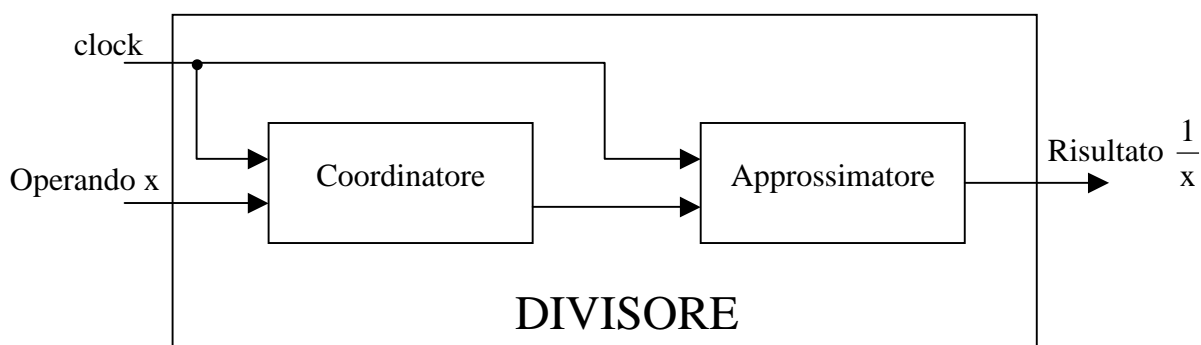 clock
Operando x
Coordinatore
Approssimatore
Risultato 1/x
DIVISORE